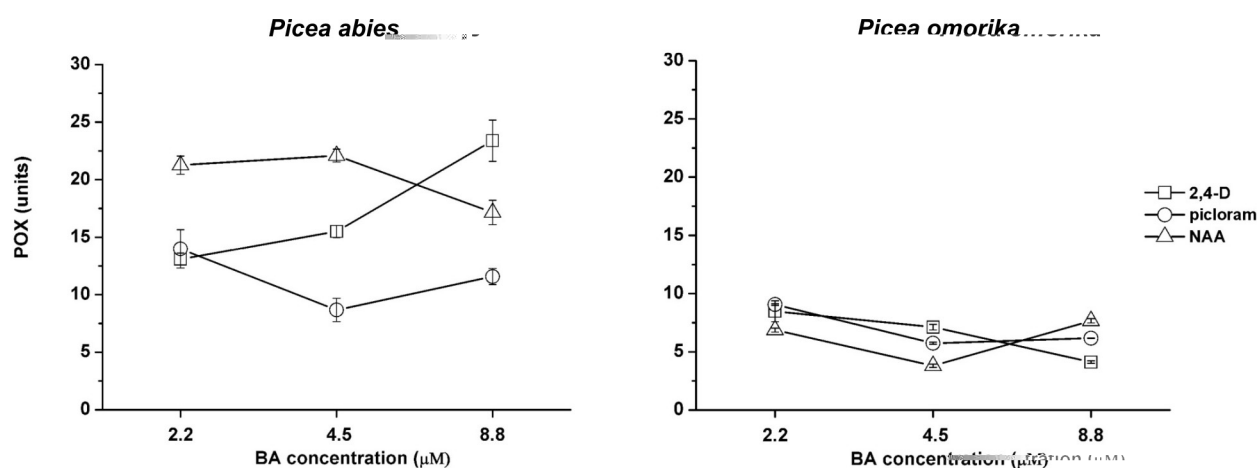 Picea abies
Picea omorika
30
25
20
15
10
5
0
POX (units)
2.2
4.5
8.8
BA concentration (μM)
30
25
20
15
10
5
0
2.2
4.5
8.8
BA concentration (μM)
2,4-D
picloram
NAA